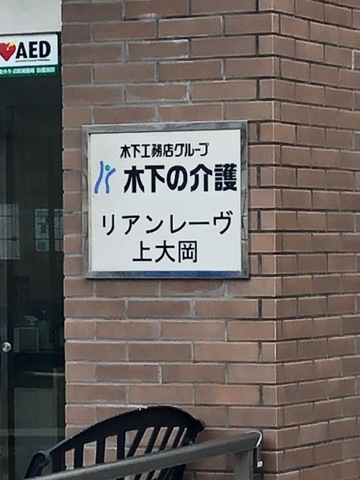 AED
木下工務店グループ
木下の介護
リアンレーヴ
上大岡